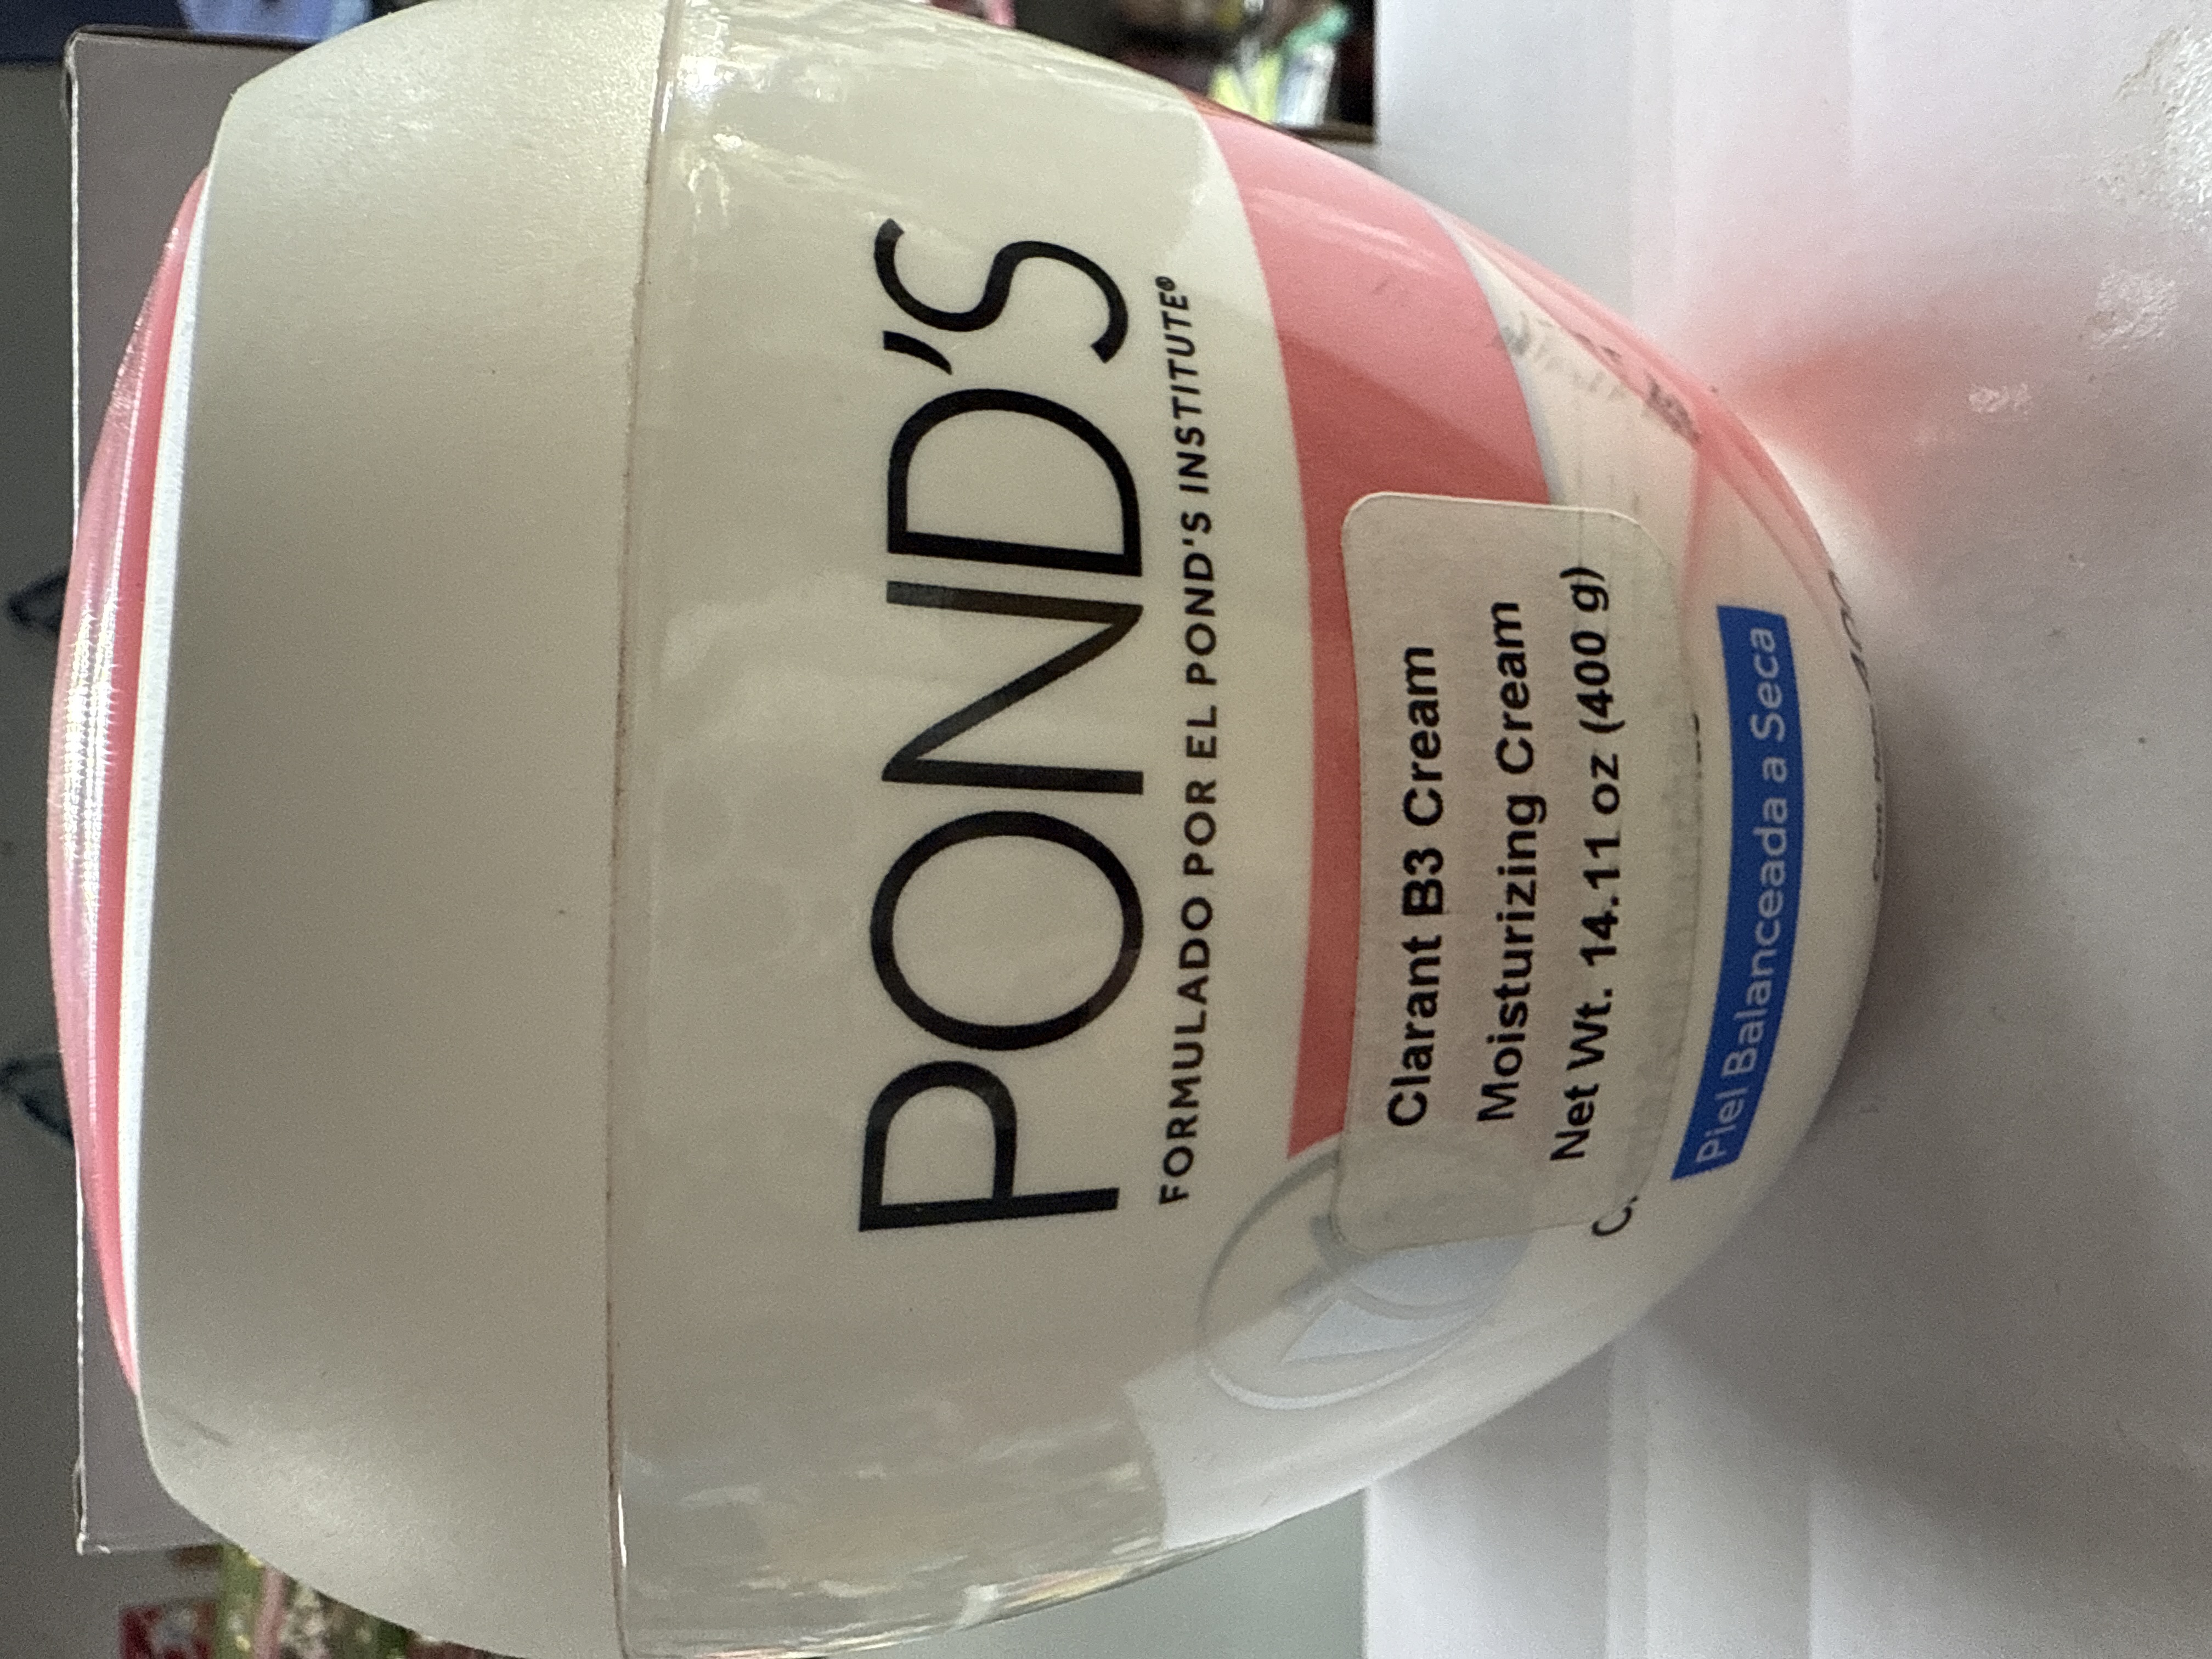 POND'S
FORMULADO POR EL POND'S INSTITUTE®
Clarant B3 Cream
Moisturizing Cream
Net Wt. 14.11 oz (400 g)
Piel Balanceada a Seca